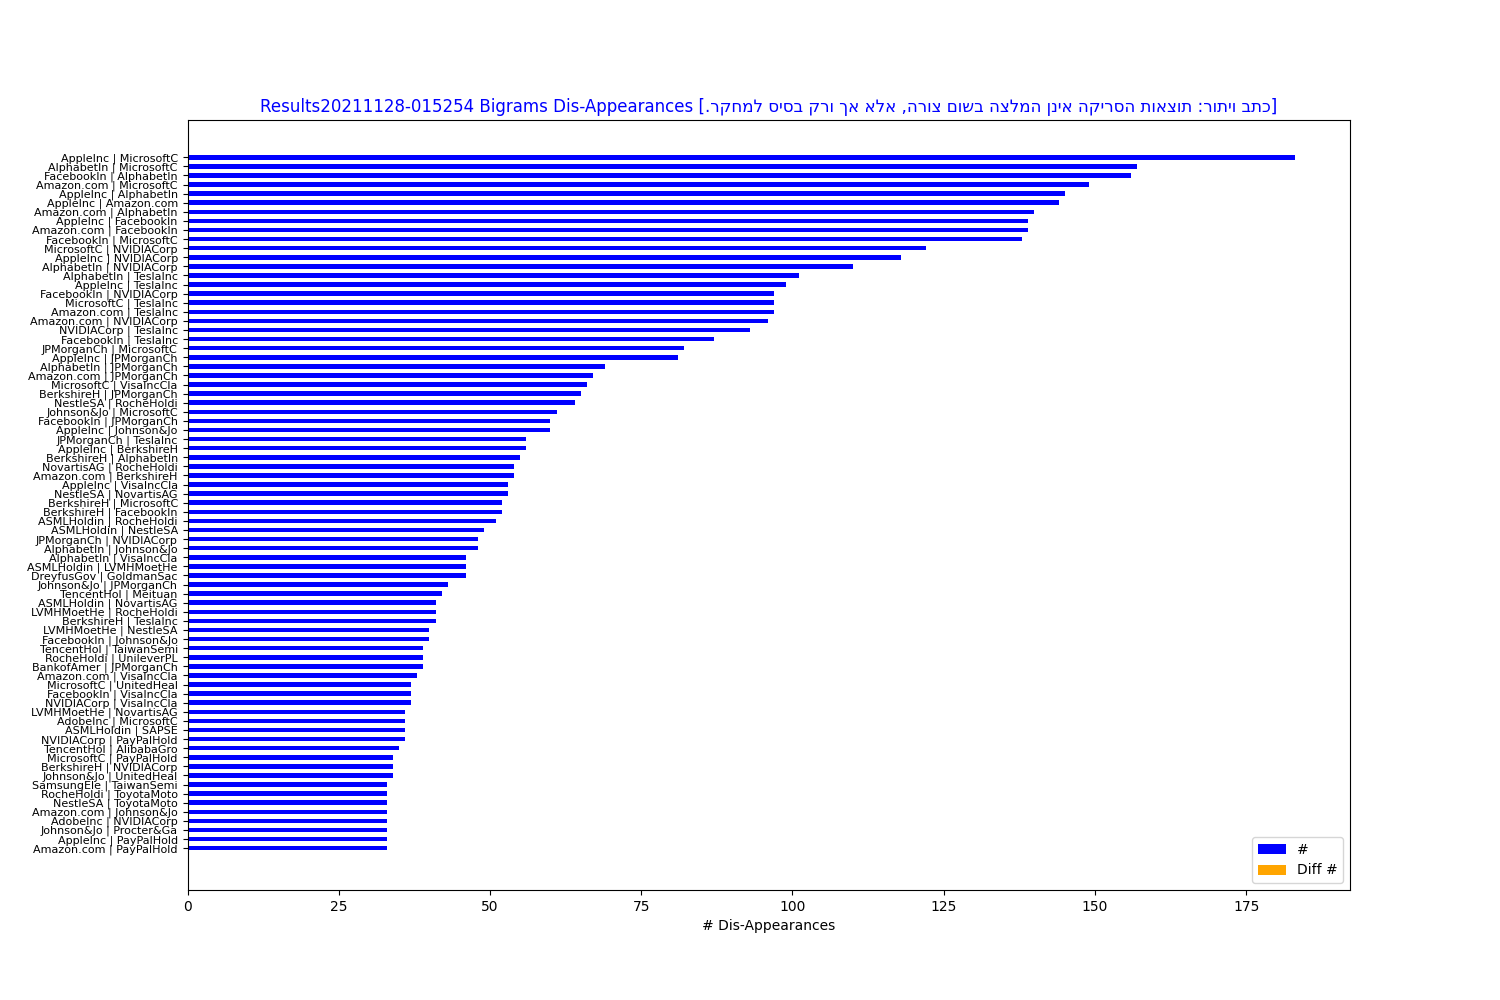 Results20211128-015254 Bigrams Dis-Appearances [כתב ויתור: תוצאות הסריקה אינן המלצה בשום צורה, אלא אך ורק בסיס למחקר.]
AppleInc | MicrosoftC
AlphabetIn | MicrosoftC
FacebookIn | AlphabetIn
Amazon.com | MicrosoftC
AppleInc | AlphabetIn
AppleInc | Amazon.com
Amazon.com | AlphabetIn
AppleInc | FacebookIn
Amazon.com | FacebookIn
FacebookIn | MicrosoftC
MicrosoftC | NVIDIACorp
AppleInc | NVIDIACorp
AlphabetIn | NVIDIACorp
AlphabetIn | TeslaInc
AppleInc | TeslaInc
FacebookIn | NVIDIACorp
MicrosoftC | TeslaInc
Amazon.com | TeslaInc
Amazon.com | NVIDIACorp
NVIDIACorp | TeslaInc
FacebookIn | TeslaInc
JPMorganCh | MicrosoftC
AppleInc | JPMorganCh
AlphabetIn | JPMorganCh
Amazon.com | JPMorganCh
MicrosoftC | VisaIncCla
BerkshireH | JPMorganCh
NestleSA | RocheHoldi
Johnson&Jo | MicrosoftC
FacebookIn | JPMorganCh
AppleInc | Johnson&Jo
JPMorganCh | TeslaInc
AppleInc | BerkshireH
BerkshireH | AlphabetIn
NovartisAG | RocheHoldi
Amazon.com | BerkshireH
AppleInc | VisaIncCla
NestleSA | NovartisAG
BerkshireH | MicrosoftC
BerkshireH | FacebookIn
ASMLHoldin | RocheHoldi
ASMLHoldin | NestleSA
JPMorganCh | NVIDIACorp
AlphabetIn | Johnson&Jo
AlphabetIn | VisaIncCla
ASMLHoldin | LVMHMoetHe
DreyfusGov | GoldmanSac
Johnson&Jo | JPMorganCh
TencentHol | Meituan
ASMLHoldin | NovartisAG
LVMHMoetHe | RocheHoldi
BerkshireH | TeslaInc
LVMHMoetHe | NestleSA
FacebookIn | Johnson&Jo
TencentHol | TaiwanSemi
RocheHoldi | UnileverPL
BankofAmer | JPMorganCh
Amazon.com | VisaIncCla
MicrosoftC | UnitedHeal
FacebookIn | VisaIncCla
NVIDIACorp | VisaIncCla
LVMHMoetHe | NovartisAG
AdobeInc | MicrosoftC
ASMLHoldin | SAPSE
NVIDIACorp | PayPalHold
TencentHol | AlibabaGro
MicrosoftC | PayPalHold
BerkshireH | NVIDIACorp
Johnson&Jo | UnitedHeal
SamsungEle | TaiwanSemi
RocheHoldi | ToyotaMoto
NestleSA | ToyotaMoto
Amazon.com | Johnson&Jo
AdobeInc | NVIDIACorp
Johnson&Jo | Procter&Ga
AppleInc | PayPalHold
Amazon.com | PayPalHold
#
Diff #
0 25 50 75 100 125 150 175
# Dis-Appearances